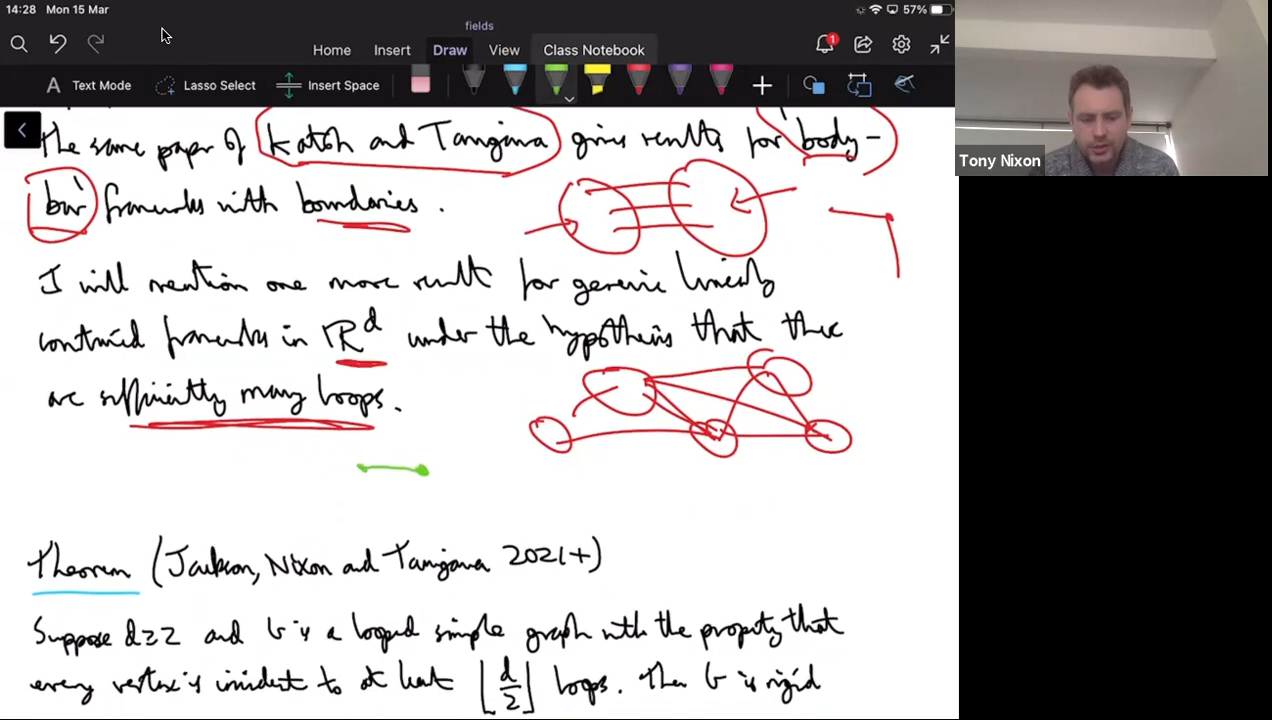 14:28 Mon 15 Mar
57%
fields
Home Insert Draw View Class Notebook
1
Text Mode Lasso Select Insert Space
Tony Nixon
The same paper of Katoh and Tanigawa gives results for 'body-
bar' frameworks with boundaries.
I will mention one more result for generic linearly
constrained frameworks in ℝ^d under the hypothesis that there
are sufficiently many loops.
Theorem (Jackson, Nixon and Tanigawa 2021+)
Suppose d≥2 and G is a looped simple graph with the property that
every vertex is incident to at least ⌊d/2⌋ loops. Then G is rigid